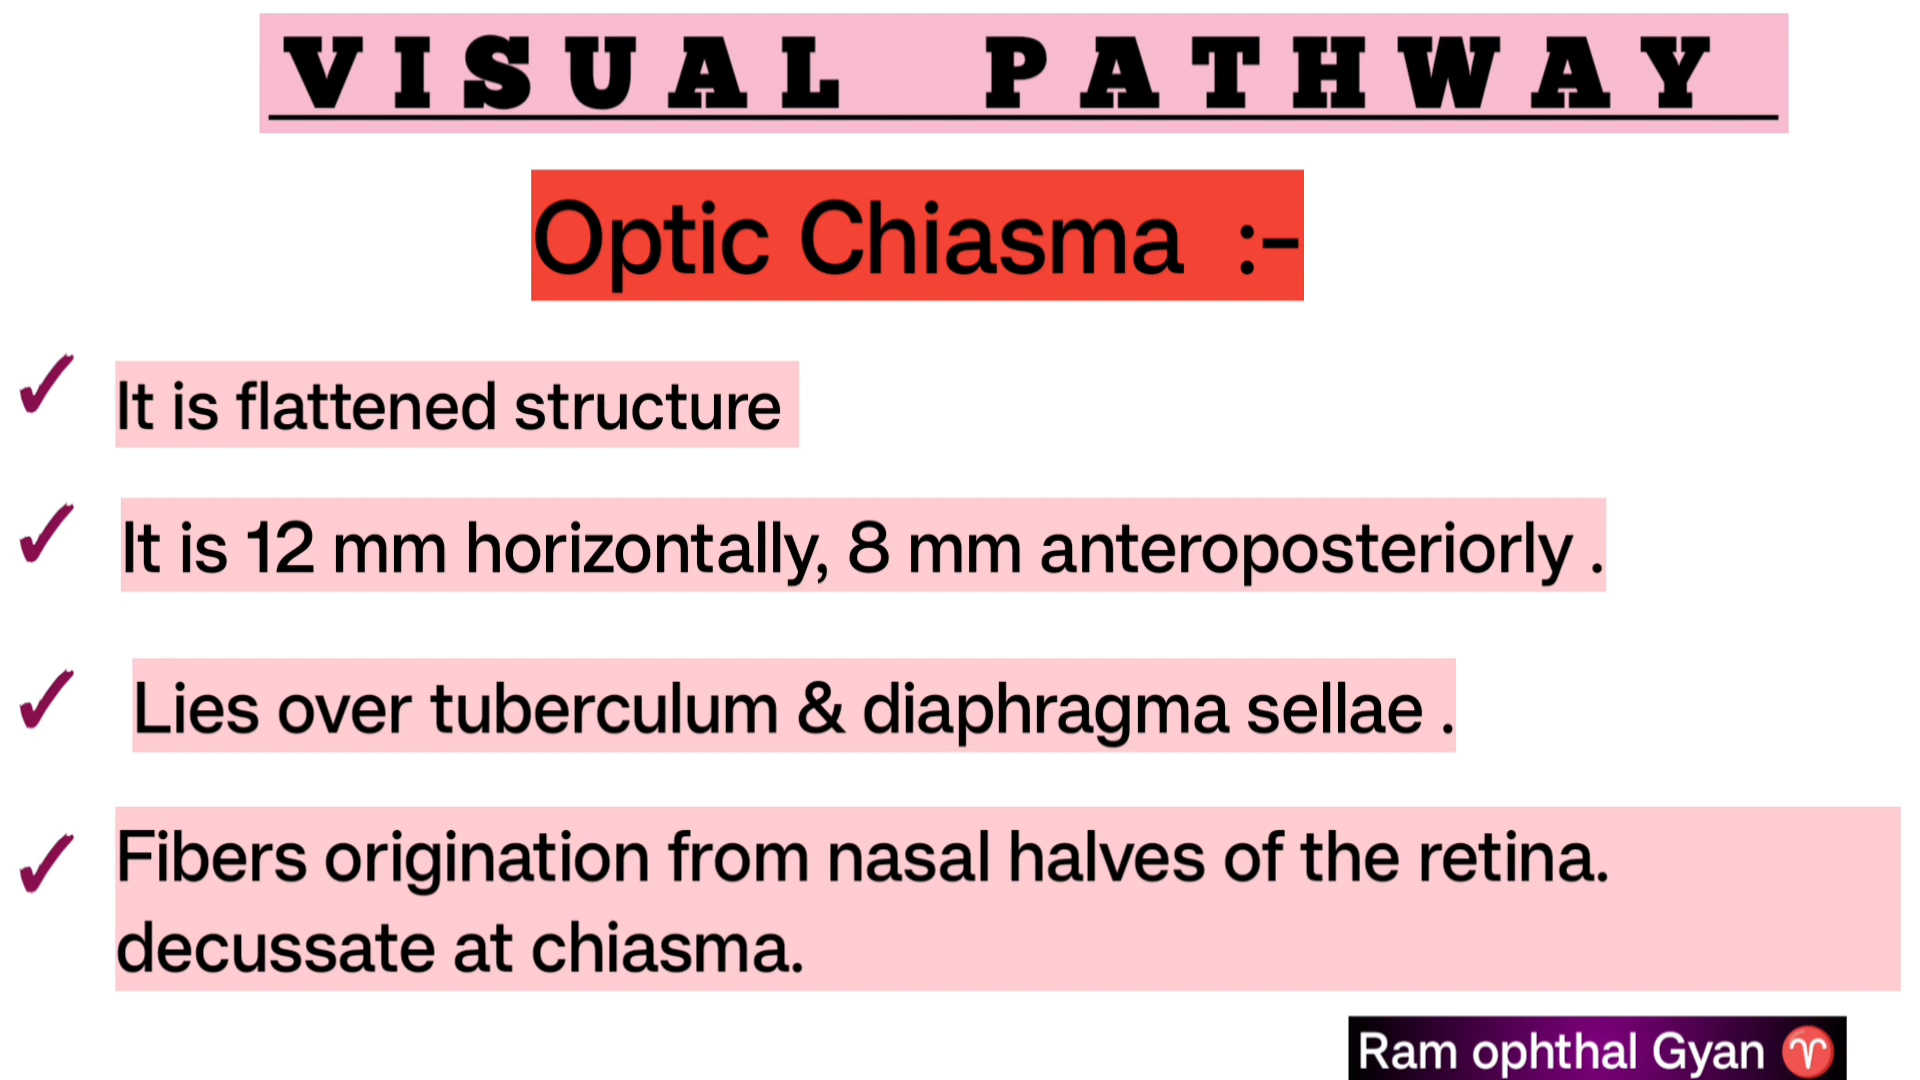 VISUAL PATHWAY
Optic Chiasma :-
✓ It is flattened structure
✓ It is 12 mm horizontally, 8 mm anteroposteriorly .
✓ Lies over tuberculum & diaphragma sellae .
✓ Fibers origination from nasal halves of the retina.
decussate at chiasma.
Ram ophthal Gyan ♈